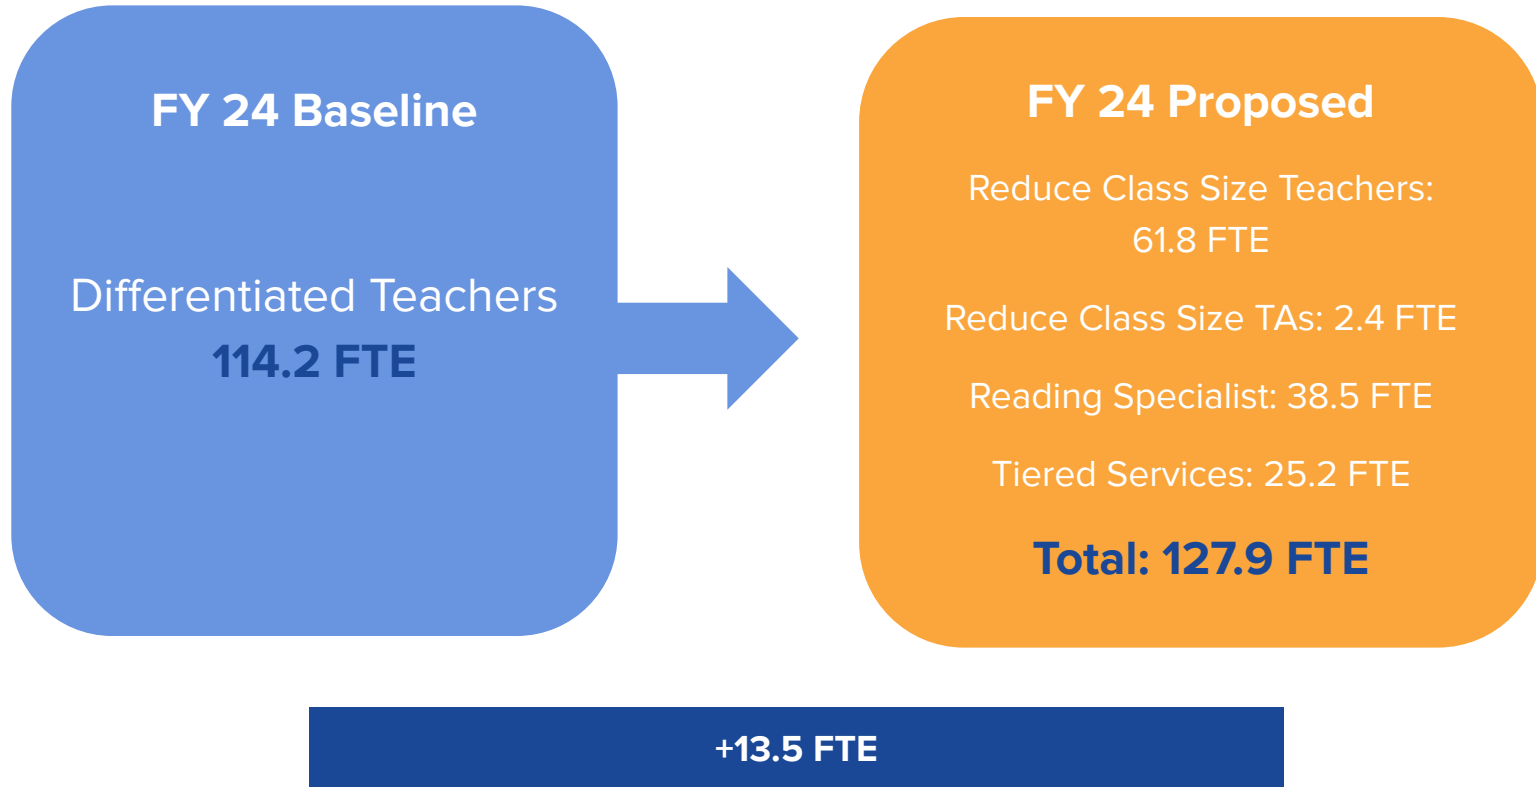 FY 24 Baseline
Differentiated Teachers
114.2 FTE
FY 24 Proposed
Reduce Class Size Teachers:
61.8 FTE
Reduce Class Size TAs: 2.4 FTE
Reading Specialist: 38.5 FTE
Tiered Services: 25.2 FTE
Total: 127.9 FTE
+13.5 FTE